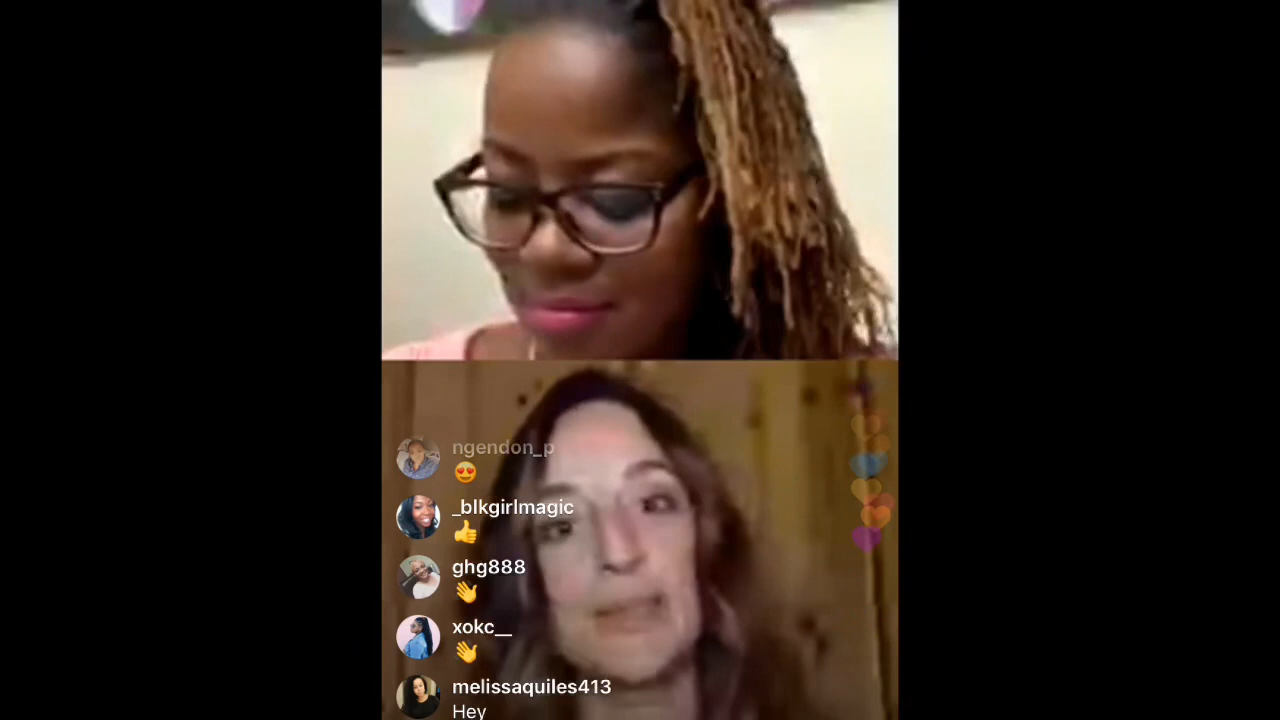 ngendon_p
😍
_blkgirlmagic
👍
ghg888
👋
xokc__
👋
melissaquiles413
Hey